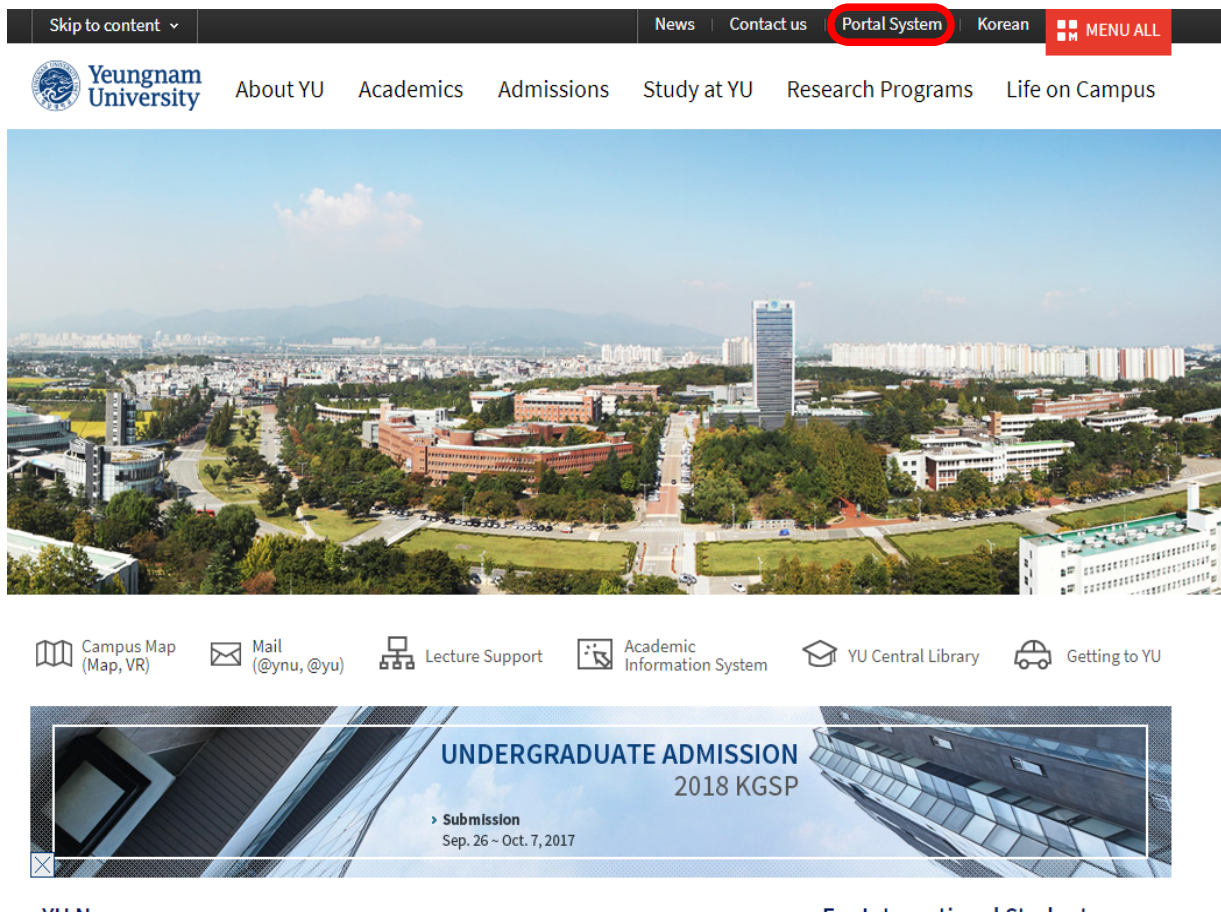 Skip to content
News
Contact us
Portal System
Korean
MENU ALL
Yeungnam
University
About YU
Academics
Admissions
Study at YU
Research Programs
Life on Campus
Campus Map
(Map, VR)
Mail
(@ynu, @yu)
Lecture Support
Academic
Information System
YU Central Library
Getting to YU
UNDERGRADUATE ADMISSION
2018 KGSP
Submission
Sep. 26 ~ Oct. 7, 2017